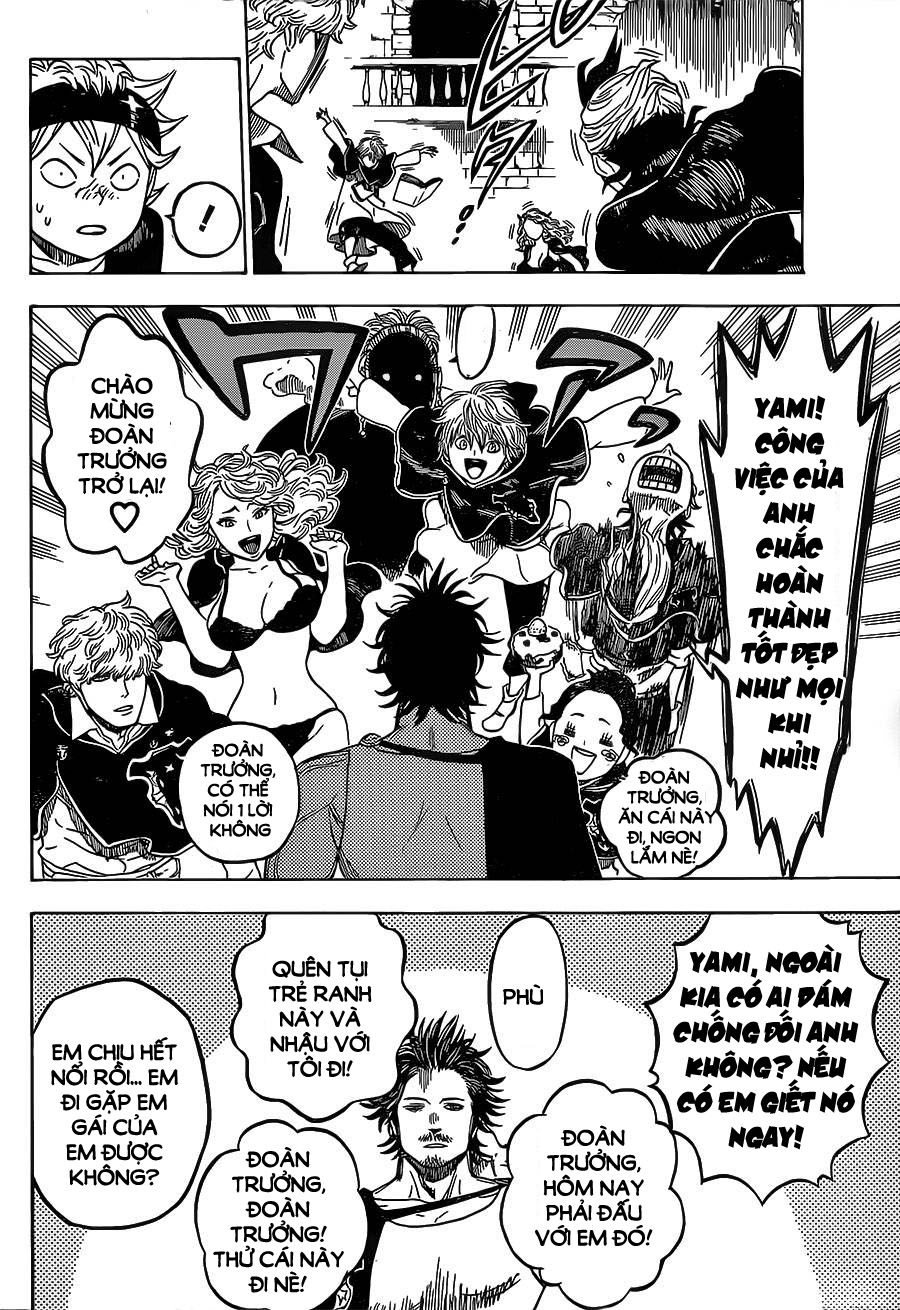 !
YAMI!
CÔNG
VIỆC CỦA
ANH
CHẮC
HOÀN
THÀNH
TỐT ĐẸP
NHƯ MỌI
KHI
NHỈ!!
CHÀO
MỪNG
ĐOÀN
TRƯỞNG
TRỞ LẠI!
♡
ワ
ワ
ĐOÀN
TRƯỞNG,
CÓ THỂ
NÓI 1 LỜI
KHÔNG
ĐOÀN
TRƯỞNG,
ĂN CÁI NÀY
ĐI, NGON
LẮM NÈ!
YAMI, NGOÀI
KIA CÓ AI DÁM
CHỐNG ĐỐI ANH
KHÔNG? NẾU
CÓ EM GIẾT NÓ
NGAY!
PHÙ
QUÊN TỤI
TRẺ RANH
NÀY VÀ
NHẬU VỚI
TÔI ĐI!
EM CHỊU HẾT
NỔI RỒI... EM
ĐI GẶP EM
GÁI CỦA
EM ĐƯỢC
KHÔNG?
ĐOÀN
TRƯỞNG,
HÔM NAY
PHẢI ĐẤU
VỚI EM ĐÓ!
ĐOÀN
TRƯỞNG,
ĐOÀN
TRƯỞNG!
THỬ CÁI NÀY
ĐI NÈ!